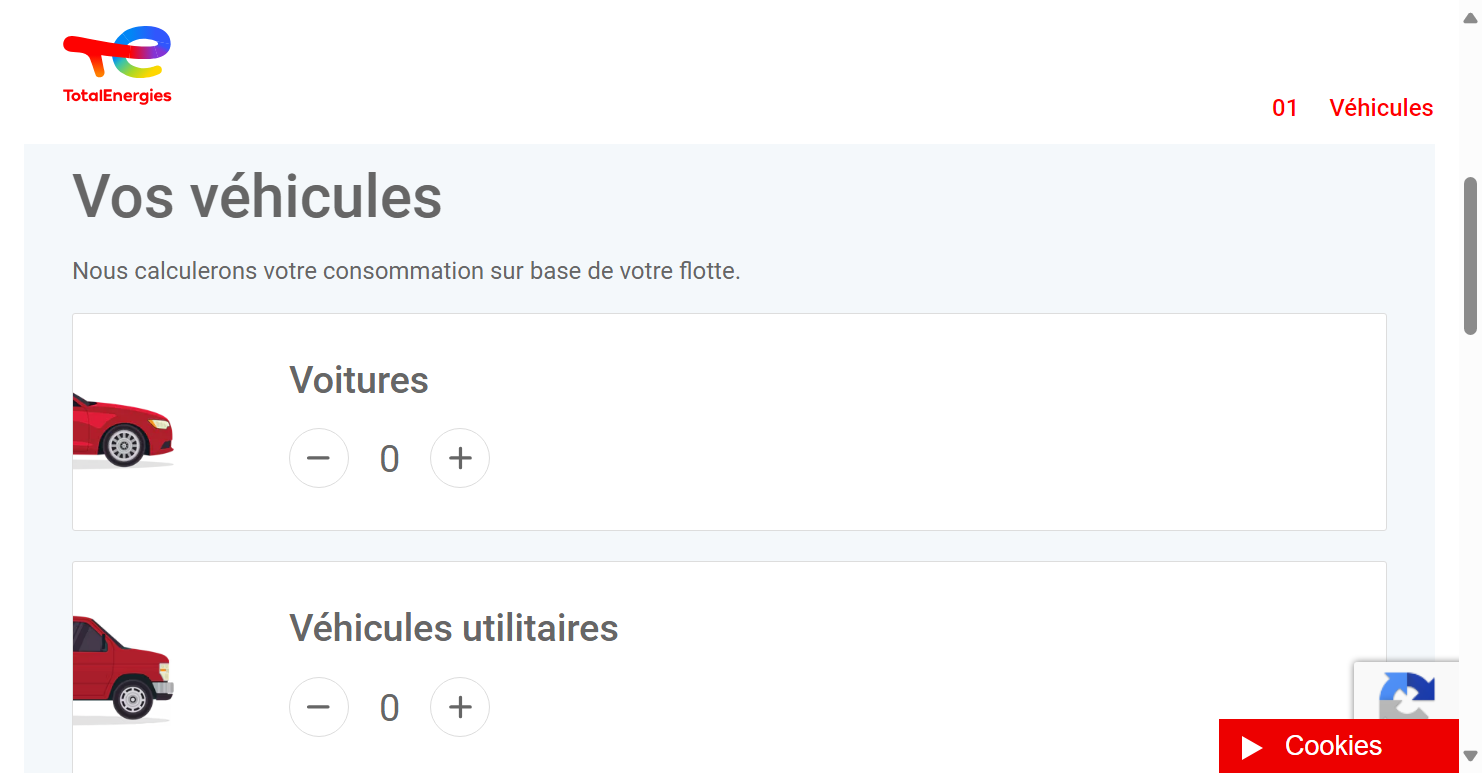 TotalEnergies
01 Véhicules
Vos véhicules
Nous calculerons votre consommation sur base de votre flotte.
Voitures
0
Véhicules utilitaires
0
Cookies